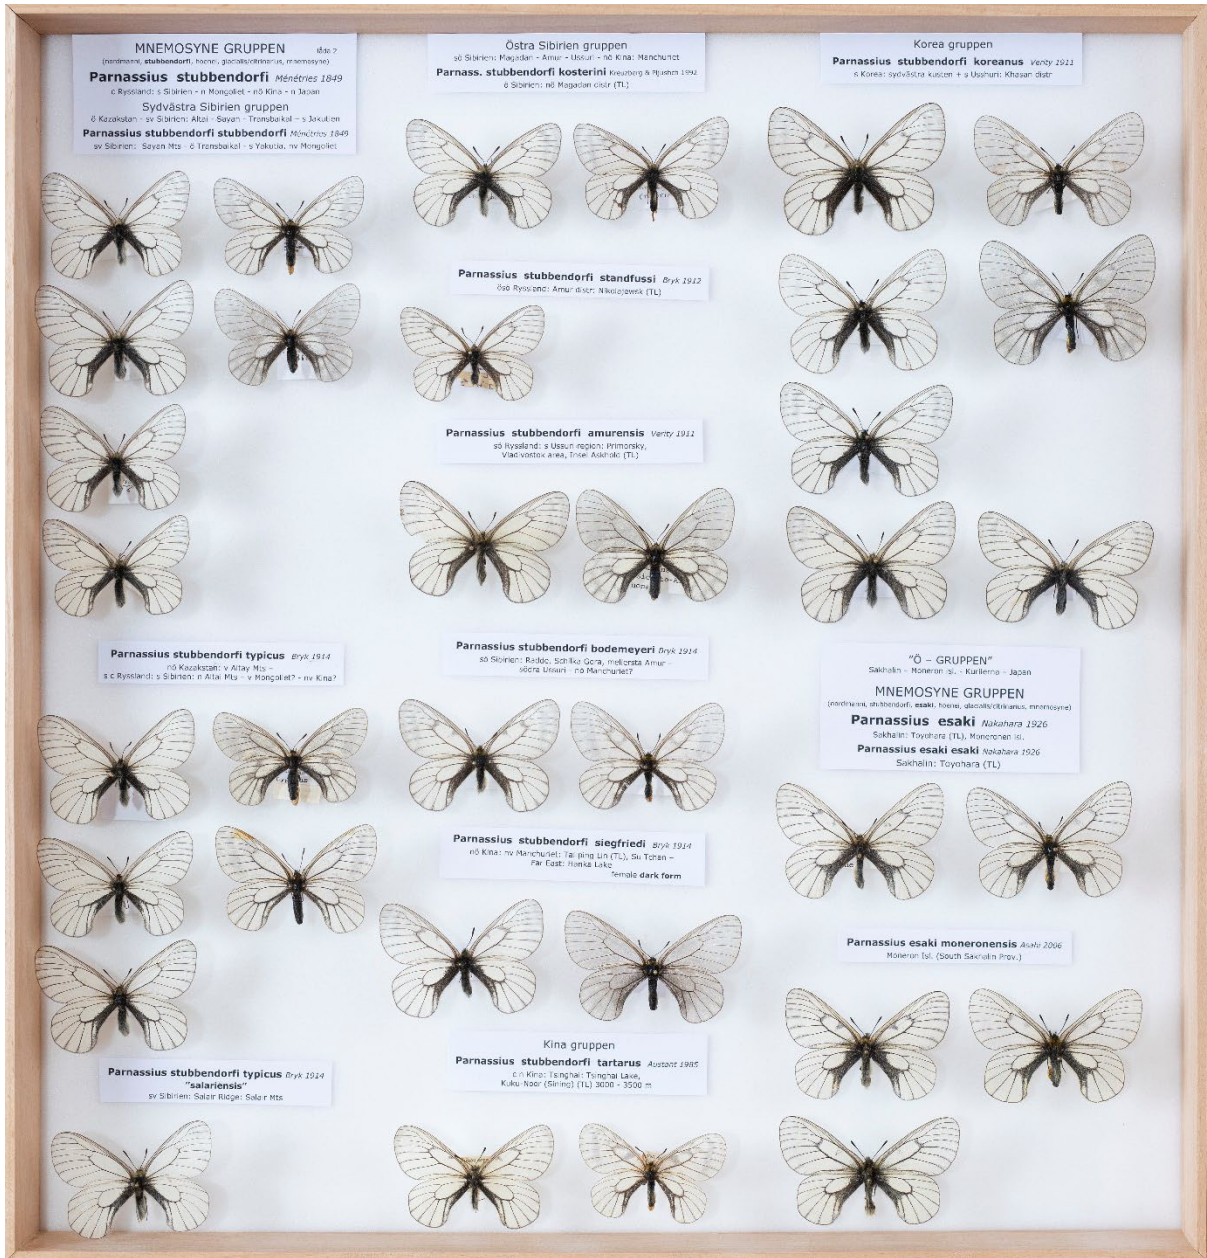 MNEMOSYNE GRUPPEN låda 2
(nordmanni, stubbendorfi, hoenei, glacialis/citrinarius, mnemosyne)
Parnassius stubbendorfi Ménétries 1849
c Ryssland: s Sibirien - n Mongoliet - nö Kina - n Japan
Sydvästra Sibirien gruppen
ö Kazakstan - sv Sibirien: Altai - Sayan - Transbaikal - s Jakutien
Parnassius stubbendorfi stubbendorfi Ménétries 1849
sv Sibirien: Sayan Mts - ö Transbaikal - s Yakutia, nv Mongoliet
Parnassius stubbendorfi typicus Bryk 1914
nö Kazakstan: v Altay Mts –
s c Ryssland: s Sibirien: n Altai Mts - v Mongoliet? - nv Kina?
Parnassius stubbendorfi typicus Bryk 1914
"salariensis"
sv Sibirien: Salair Ridge: Salair Mts
Östra Sibirien gruppen
sö Sibirien: Magadan - Amur - Ussuri - nö Kina: Manchuriet
Parnass. stubbendorfi kosterini Kreuzberg & Pljushch 1992
ö Sibirien: nö Magadan distr (TL)
Parnassius stubbendorfi standfussi Bryk 1912
ösö Ryssland: Amur distr: Nikolajewsk (TL)
Parnassius stubbendorfi amurensis Verity 1911
sö Ryssland: s Ussuri region: Primorsky,
Vladivostok area, Insel Askhold (TL)
Parnassius stubbendorfi bodemeyeri Bryk 1914
sö Sibirien: Radde, Schilka Gora, mellersta Amur –
södra Ussuri - nö Manchuriet?
Parnassius stubbendorfi siegfriedi Bryk 1914
nö Kina: nv Manchuriet: Tai ping Lin (TL), Su Tchan –
Far East: Hanka Lake
female dark form
Kina gruppen
Parnassius stubbendorfi tartarus Austant 1985
c n Kina: Tsinghai: Tsinghai Lake,
Kuku-Noor (Sining) (TL) 3000 - 3500 m
Korea gruppen
Parnassius stubbendorfi koreanus Verity 1911
s Korea: sydvästra kusten + s Usshuri: Khasan distr
"Ö – GRUPPEN"
Sakhalin - Moneron Isl. - Kurilerna - Japan
MNEMOSYNE GRUPPEN
(nordmanni, stubbendorfi, esaki, hoenei, glacialis/citrinarius, mnemosyne)
Parnassius esaki Nakahara 1926
Sakhalin: Toyohara (TL), Moneronen isl.
Parnassius esaki esaki Nakahara 1926
Sakhalin: Toyohara (TL)
Parnassius esaki moneronensis Asahi 2006
Moneron Isl. (South Sakhalin Prov.)